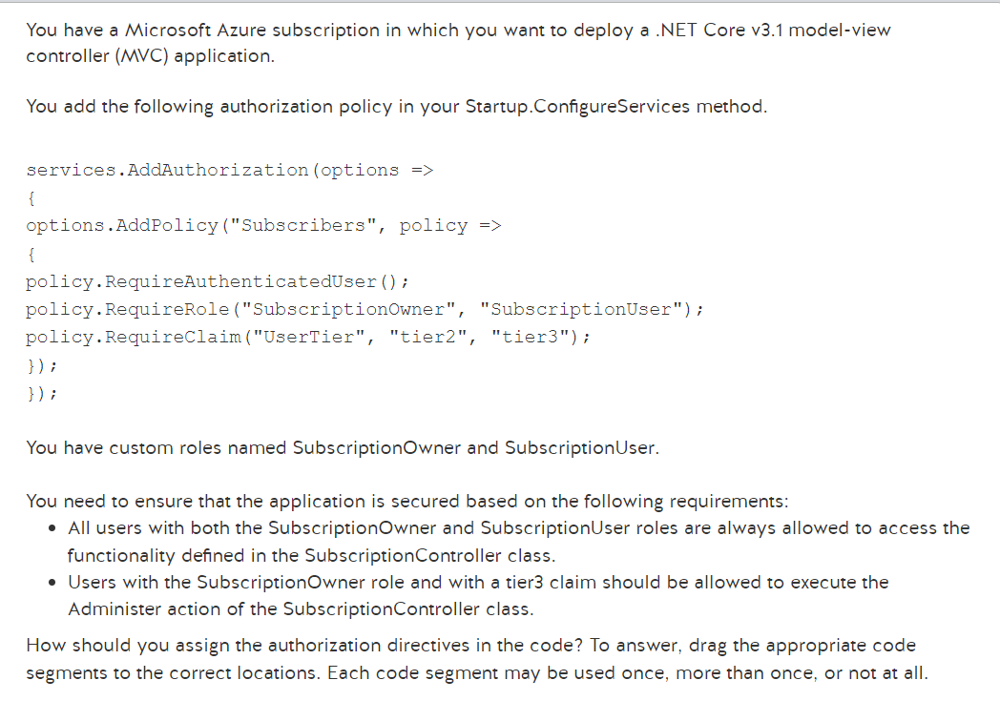 You have a Microsoft Azure subscription in which you want to deploy a .NET Core v3.1 model-view
controller (MVC) application.
You add the following authorization policy in your Startup.ConfigureServices method.
services.AddAuthorization(options =>
{
options.AddPolicy("Subscribers", policy =>
{
policy.RequireAuthenticatedUser();
policy.RequireRole("SubscriptionOwner", "SubscriptionUser");
policy.RequireClaim("UserTier", "tier2", "tier3");
});
});
You have custom roles named SubscriptionOwner and SubscriptionUser.
You need to ensure that the application is secured based on the following requirements:
• All users with both the SubscriptionOwner and SubscriptionUser roles are always allowed to access the
functionality defined in the SubscriptionController class.
• Users with the SubscriptionOwner role and with a tier3 claim should be allowed to execute the
Administer action of the SubscriptionController class.
How should you assign the authorization directives in the code? To answer, drag the appropriate code
segments to the correct locations. Each code segment may be used once, more than once, or not at all.